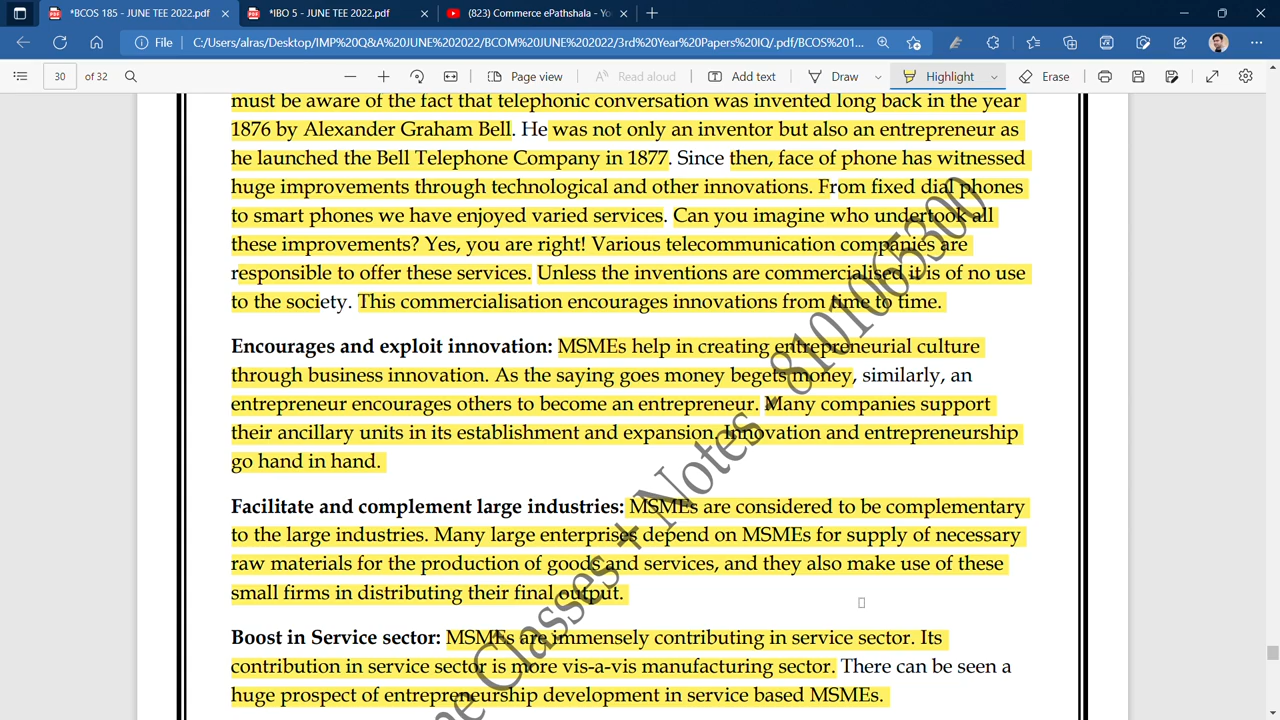 *BCOS 185 - JUNE TEE 2022.pdf
*IBO 5 - JUNE TEE 2022.pdf
(823) Commerce ePathshala - Yo
File
C:/Users/alras/Desktop/IMP%20Q&A%20JUNE%202022/BCOM%20JUNE%202022/3rd%20Year%20Papers%20IQ/.pdf/BCOS%201...
30 of 32
Page view
Read aloud
Add text
Draw
Highlight
Erase
must be aware of the fact that telephonic conversation was invented long back in the year
1876 by Alexander Graham Bell. He was not only an inventor but also an entrepreneur as
he launched the Bell Telephone Company in 1877. Since then, face of phone has witnessed
huge improvements through technological and other innovations. From fixed dial phones
to smart phones we have enjoyed varied services. Can you imagine who undertook all
these improvements? Yes, you are right! Various telecommunication companies are
responsible to offer these services. Unless the inventions are commercialised it is of no use
to the society. This commercialisation encourages innovations from time to time.
Encourages and exploit innovation: MSMEs help in creating entrepreneurial culture
through business innovation. As the saying goes money begets money, similarly, an
entrepreneur encourages others to become an entrepreneur. Many companies support
their ancillary units in its establishment and expansion. Innovation and entrepreneurship
go hand in hand.
Facilitate and complement large industries: MSMEs are considered to be complementary
to the large industries. Many large enterprises depend on MSMEs for supply of necessary
raw materials for the production of goods and services, and they also make use of these
small firms in distributing their final output.
Boost in Service sector: MSMEs are immensely contributing in service sector. Its
contribution in service sector is more vis-a-vis manufacturing sector. There can be seen a
huge prospect of entrepreneurship development in service based MSMEs.
ne Classes + Notes - 8101065300